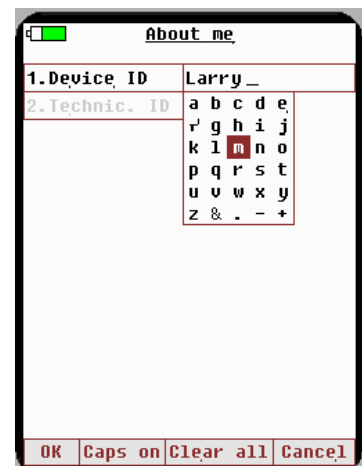 About me
1.Device ID Larry_
2.Technic. ID
a b c d e
f g h i j
k l m n o
p q r s t
u v w x y
z & . - +
OK Caps on Clear all Cancel